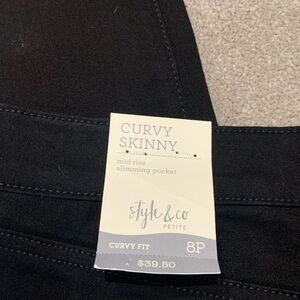 CURVY
SKINNY
mid rise
slimming pocket
style & co
PETITE
CURVY FIT 8P
$39.50